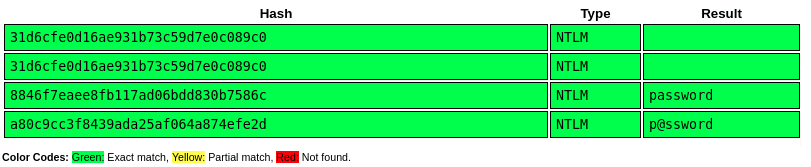 Hash Type Result
31d6cfe0d16ae931b73c59d7e0c089c0 NTLM
31d6cfe0d16ae931b73c59d7e0c089c0 NTLM
8846f7eaee8fb117ad06bdd830b7586c NTLM password
a80c9cc3f8439ada25af064a874efe2d NTLM p@ssword
Color Codes: Green: Exact match, Yellow: Partial match, Red: Not found.